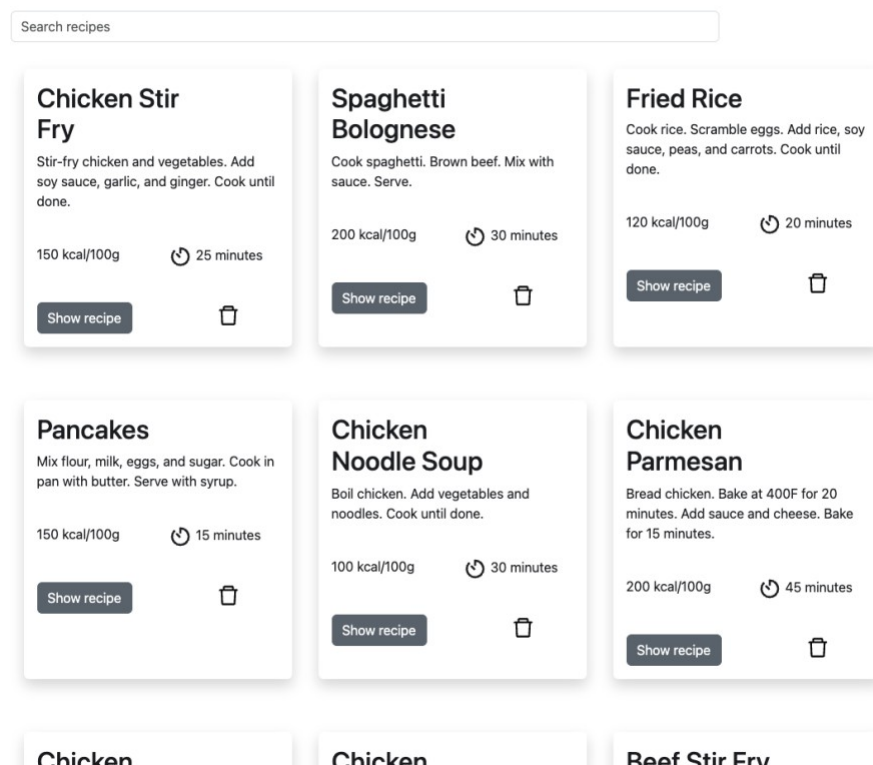 Search recipes
Chicken Stir
Fry
Stir-fry chicken and vegetables. Add
soy sauce, garlic, and ginger. Cook until
done.
150 kcal/100g
25 minutes
Show recipe
Spaghetti
Bolognese
Cook spaghetti. Brown beef. Mix with
sauce. Serve.
200 kcal/100g
30 minutes
Show recipe
Fried Rice
Cook rice. Scramble eggs. Add rice, soy
sauce, peas, and carrots. Cook until
done.
120 kcal/100g
20 minutes
Show recipe
Pancakes
Mix flour, milk, eggs, and sugar. Cook in
pan with butter. Serve with syrup.
150 kcal/100g
15 minutes
Show recipe
Chicken
Noodle Soup
Boil chicken. Add vegetables and
noodles. Cook until done.
100 kcal/100g
30 minutes
Show recipe
Chicken
Parmesan
Bread chicken. Bake at 400F for 20
minutes. Add sauce and cheese. Bake
for 15 minutes.
200 kcal/100g
45 minutes
Show recipe
Chicken
Chicken
Beef Stir Fry